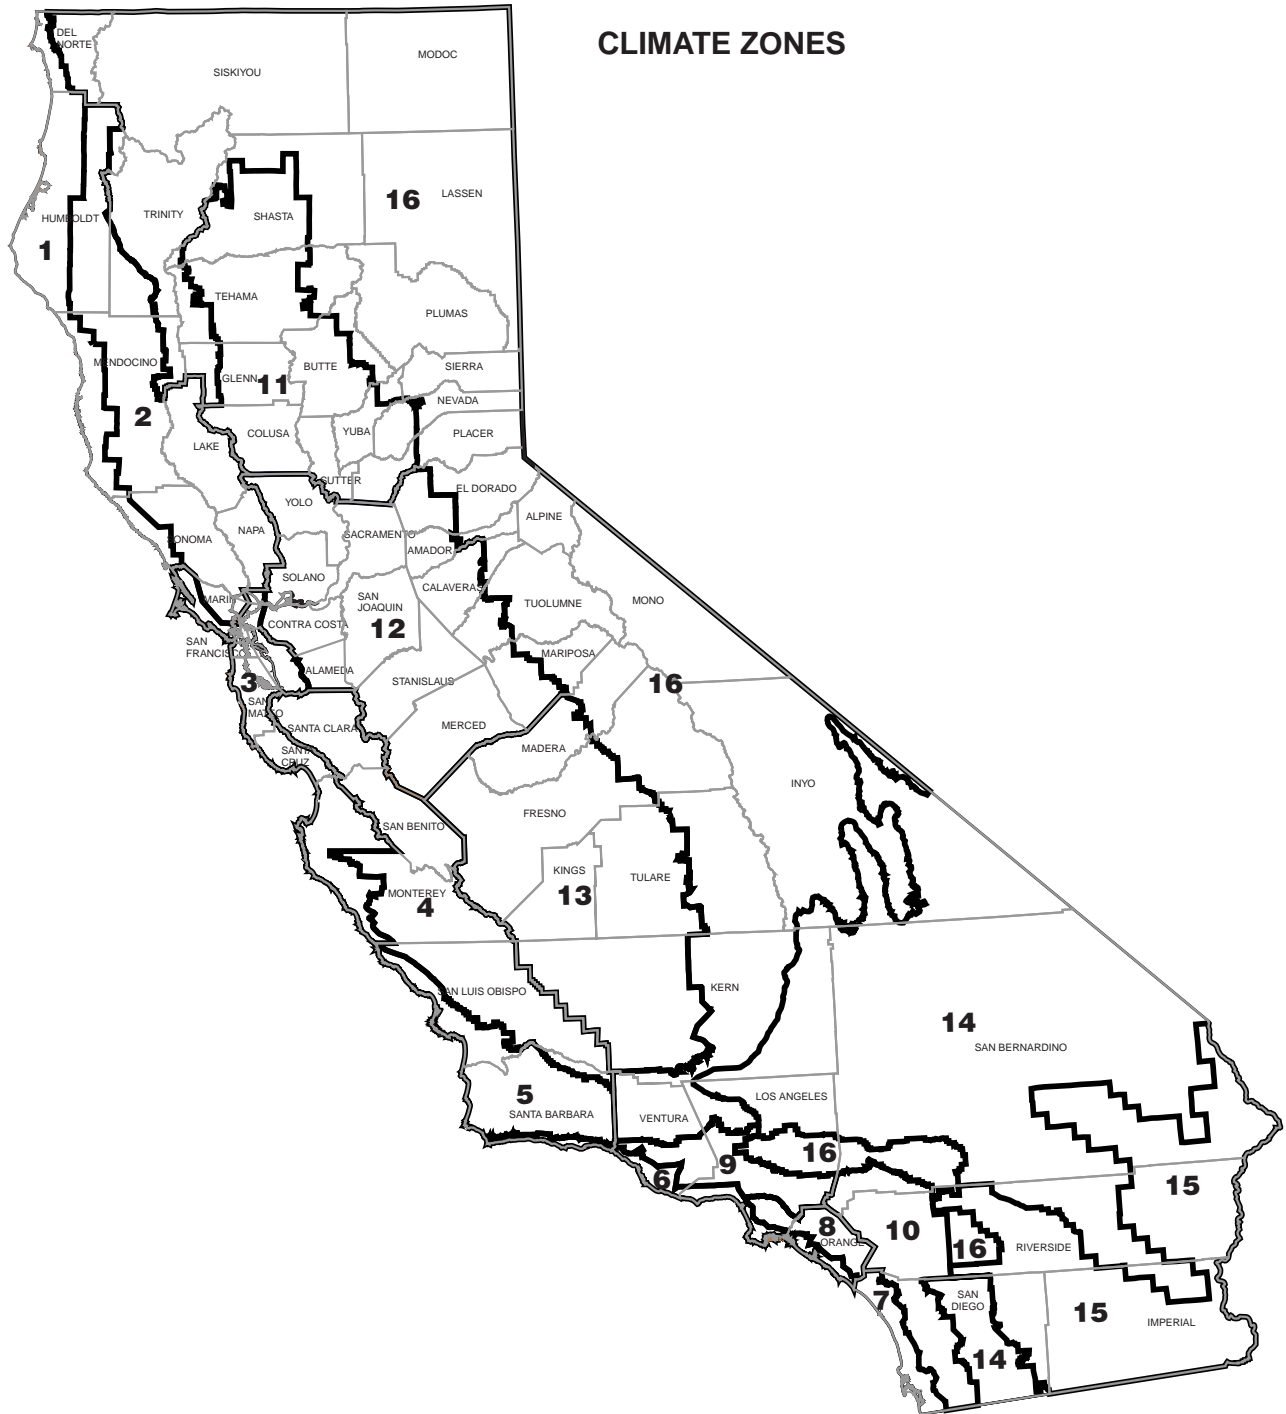 CLIMATE ZONES
DEL
NORTE
SISKIYOU
MODOC
16
LASSEN
HUMBOLDT
TRINITY
SHASTA
1
TEHAMA
PLUMAS
MENDOCINO
BUTTE
SIERRA
GLENN
11
NEVADA
2
YUBA
COLUSA
PLACER
LAKE
SUTTER
EL DORADO
YOLO
ALPINE
NAPA
SONOMA
SACRAMENTO
AMADOR
SOLANO
CALAVERAS
MARIN
SAN
JOAQUIN
TUOLUMNE
MONO
CONTRA COSTA
12
SAN
FRANCISCO
MARIPOSA
ALAMEDA
3
STANISLAUS
16
SAN
MATEO
SANTA CLARA
MERCED
SANTA
CRUZ
MADERA
INYO
FRESNO
SAN BENITO
KINGS
TULARE
13
MONTEREY
4
SAN LUIS OBISPO
KERN
14
SAN BERNARDINO
5
SANTA BARBARA
VENTURA
LOS ANGELES
9
16
6
15
8
ORANGE
10
16
RIVERSIDE
7
SAN
DIEGO
15
IMPERIAL
14